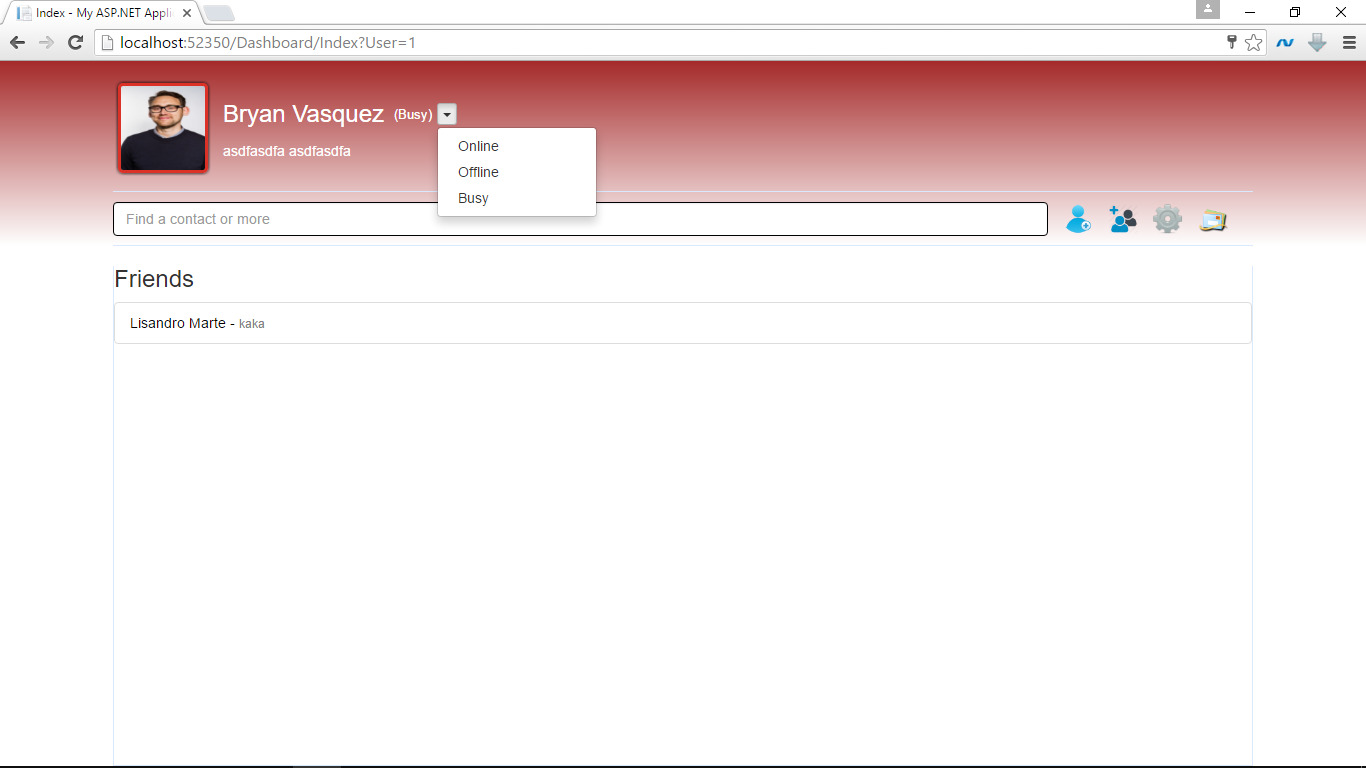 Index - My ASP.NET Appli
localhost:52350/Dashboard/Index?User=1
Bryan Vasquez (Busy)
asdfasdfa asdfasdfa
Online
Offline
Busy
Find a contact or more
Friends
Lisandro Marte - kaka